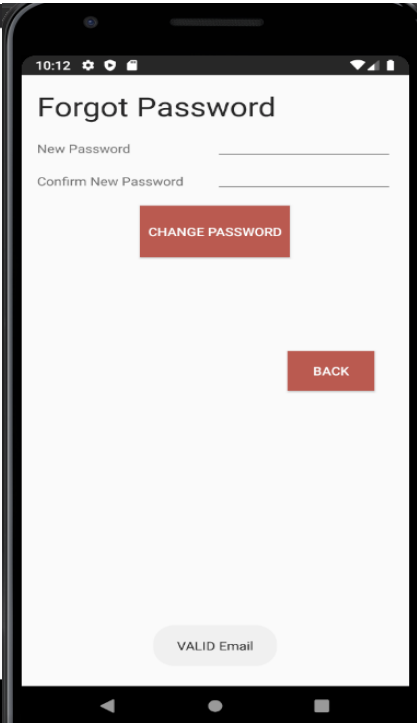 10:12
Forgot Password
New Password
Confirm New Password
CHANGE PASSWORD
BACK
VALID Email